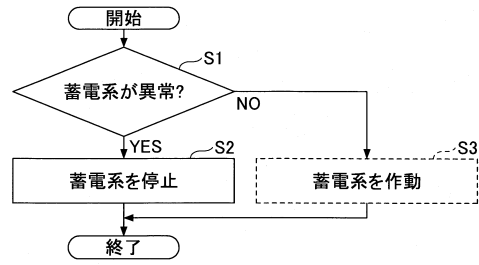 開始
S1
蓄電系が異常?
NO
YES
S2
蓄電系を停止
S3
蓄電系を作動
終了